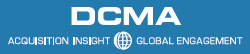 DCMA
ACQUISITION INSIGHT GLOBAL ENGAGEMENT